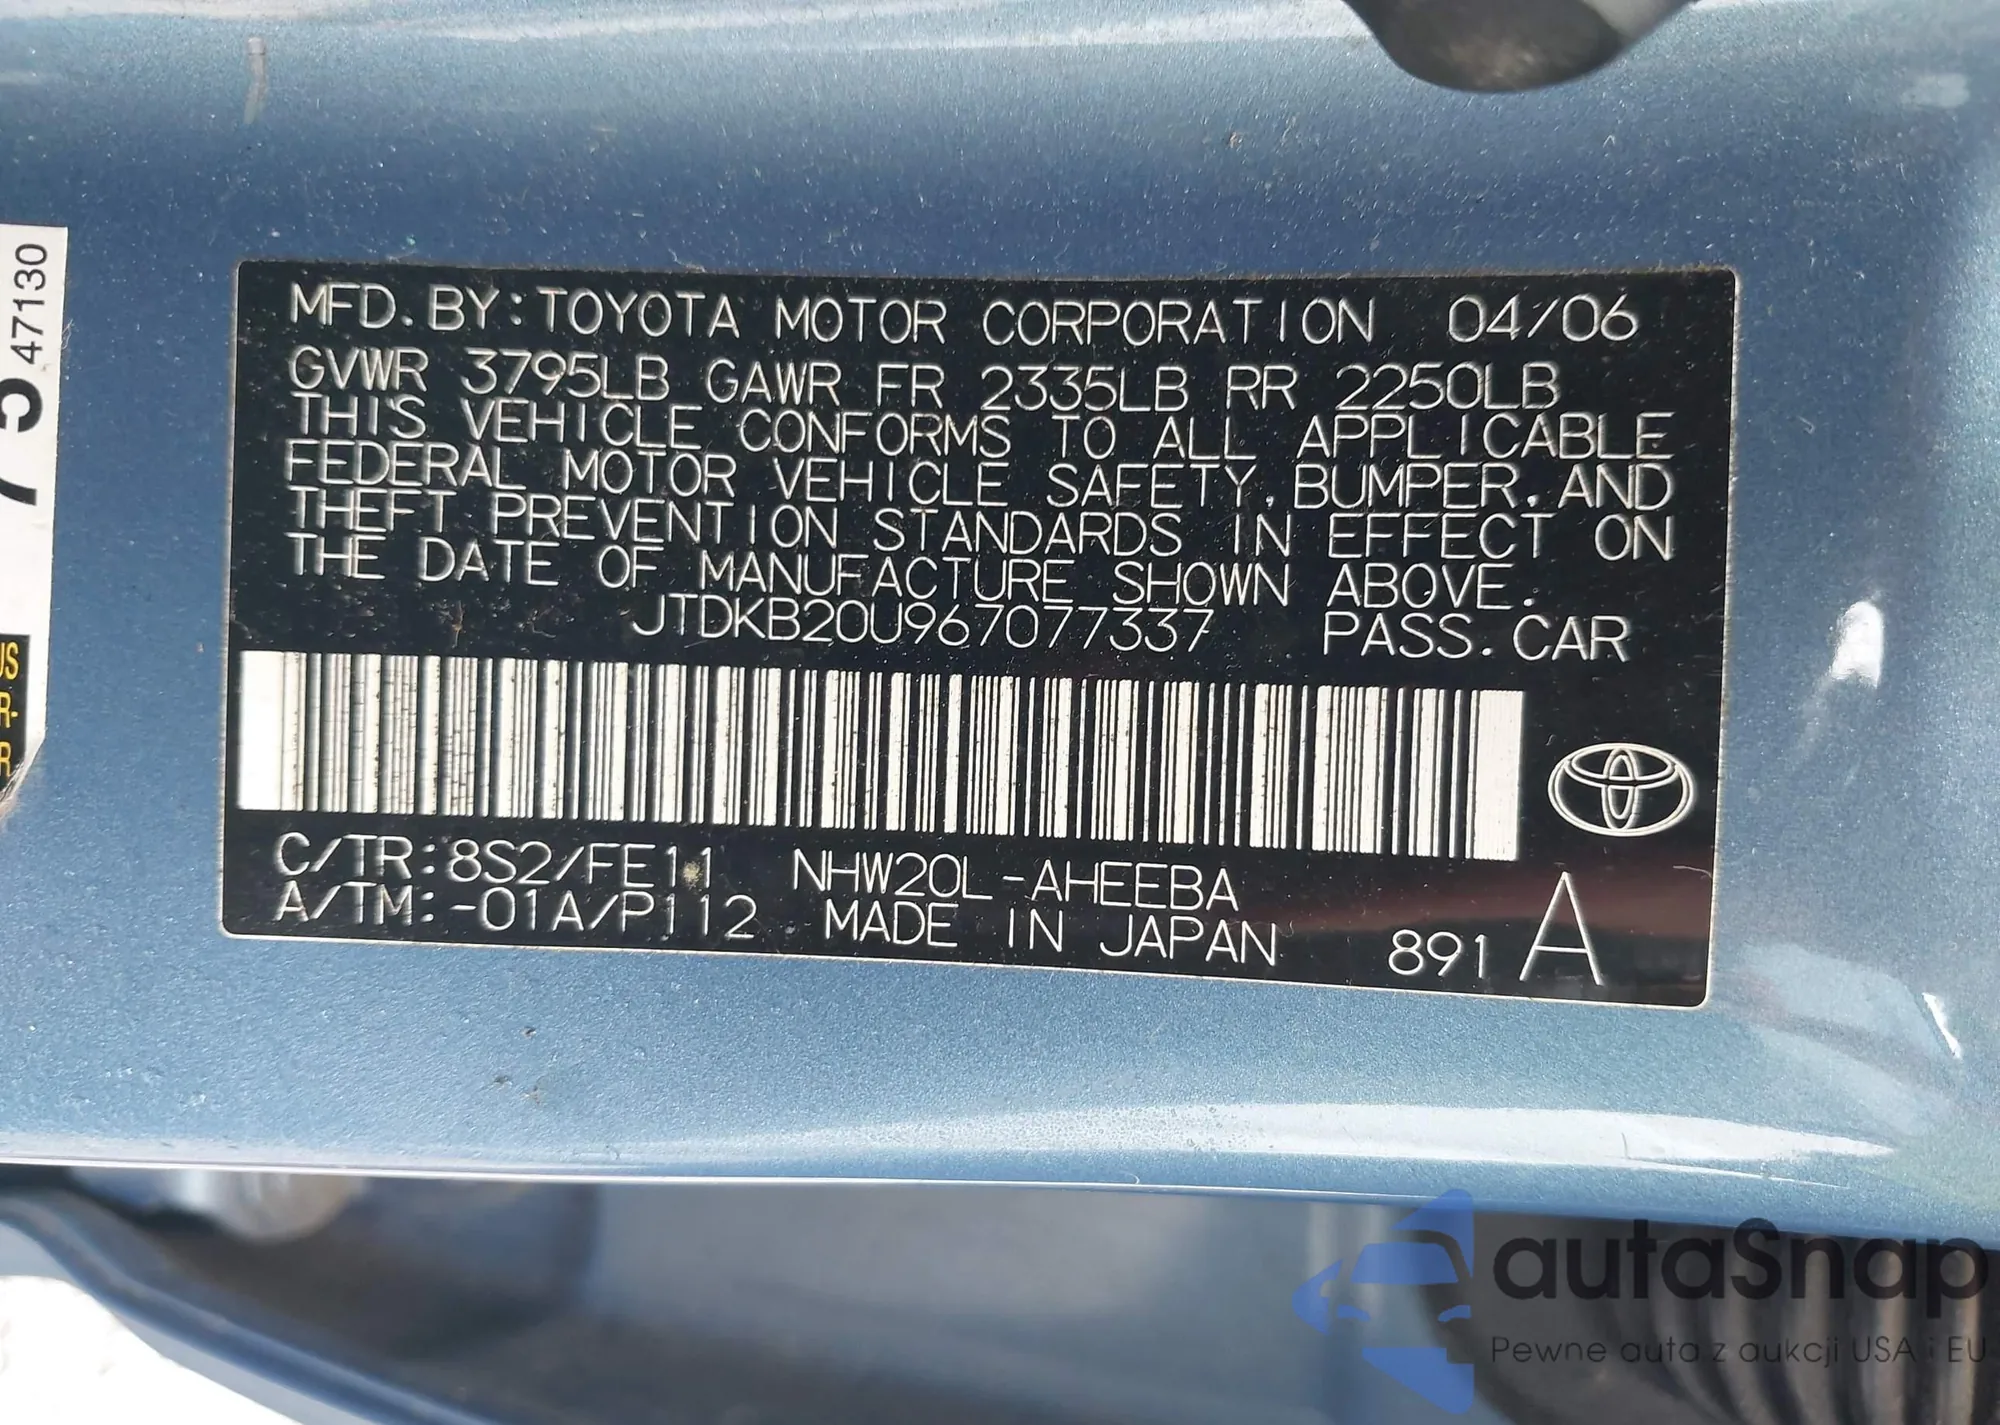 MFD. BY: TOYOTA MOTOR CORPORATION 04/06
GVWR 3795LB GAWR FR 2335LB RR 2250LB
THIS VEHICLE CONFORMS TO ALL APPLICABLE
FEDERAL MOTOR VEHICLE SAFETY, BUMPER, AND
THEFT PREVENTION STANDARDS IN EFFECT ON
THE DATE OF MANUFACTURE SHOWN ABOVE.
JTDKB20U967077337 PASS. CAR
C/TR: 8S2/FE11 NHW20L-AHEEBA
A/TM: -01A/P112 MADE IN JAPAN 891 A
47130
75
US
R-
R
autaSnap
Pewne auta z aukcji USA i EU